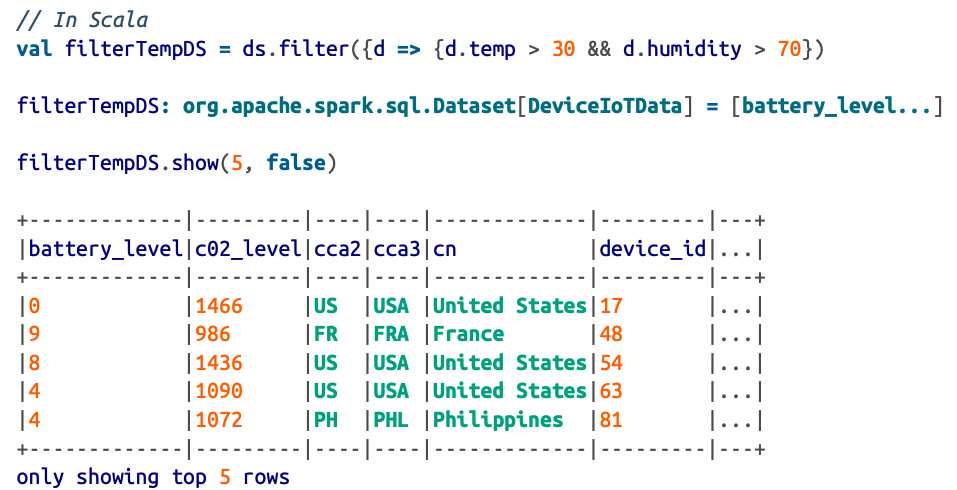 // In Scala
val filterTempDS = ds.filter({d => {d.temp > 30 && d.humidity > 70})
filterTempDS: org.apache.spark.sql.Dataset[DeviceIoTData] = [battery_level...]
filterTempDS.show(5, false)
+-------------|---------|----|----|-------------|---------|---+
|battery_level|c02_level|cca2|cca3|cn           |device_id|...|
+-------------|---------|----|----|-------------|---------|---+
|0            |1466     |US  |USA |United States|17       |...|
|9            |986      |FR  |FRA |France       |48       |...|
|8            |1436     |US  |USA |United States|54       |...|
|4            |1090     |US  |USA |United States|63       |...|
|4            |1072     |PH  |PHL |Philippines  |81       |...|
+-------------|---------|----|----|-------------|---------|---+
only showing top 5 rows